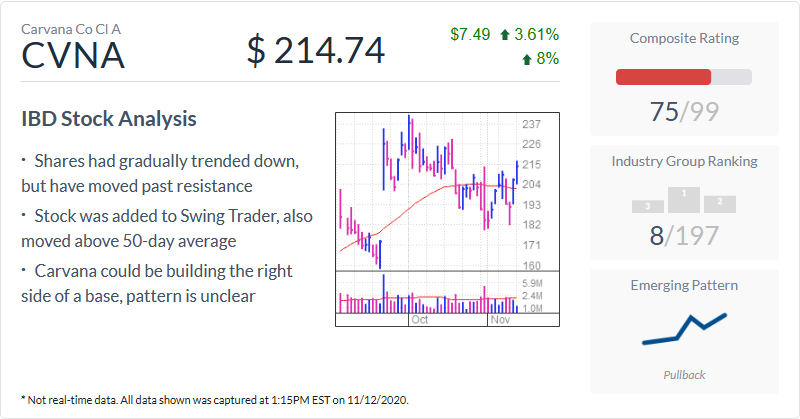 Carvana Co Cl A
CVNA
$ 214.74
$7.49 3.61%
8%
IBD Stock Analysis
• Shares had gradually trended down,
but have moved past resistance
• Stock was added to Swing Trader, also
moved above 50-day average
• Carvana could be building the right
side of a base, pattern is unclear
237
226
215
204
193
182
171
160
5.9M
2.4M
1.0M
Oct
Nov
Composite Rating
75/99
Industry Group Ranking
3
1
2
8/197
Emerging Pattern
Pullback
* Not real-time data. All data shown was captured at 1:15PM EST on 11/12/2020.